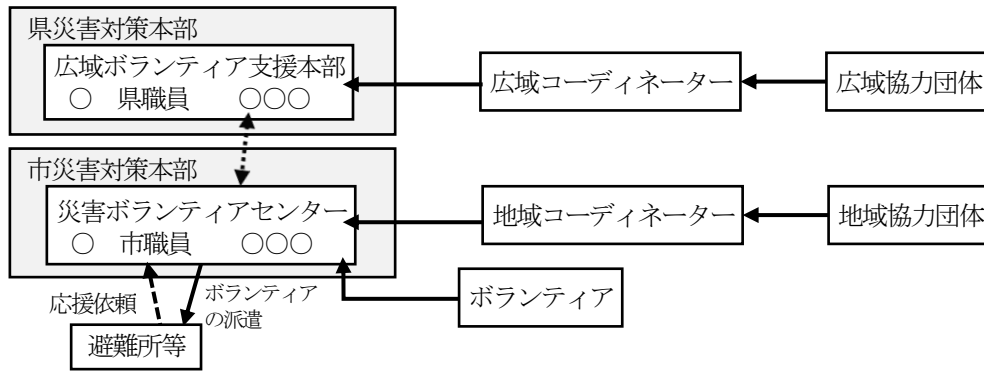 県災害対策本部
広域ボランティア支援本部
○　県職員　　○○○
広域コーディネーター
広域協力団体
市災害対策本部
災害ボランティアセンター
○　市職員　　○○○
地域コーディネーター
地域協力団体
応援依頼
ボランティア
の派遣
ボランティア
避難所等